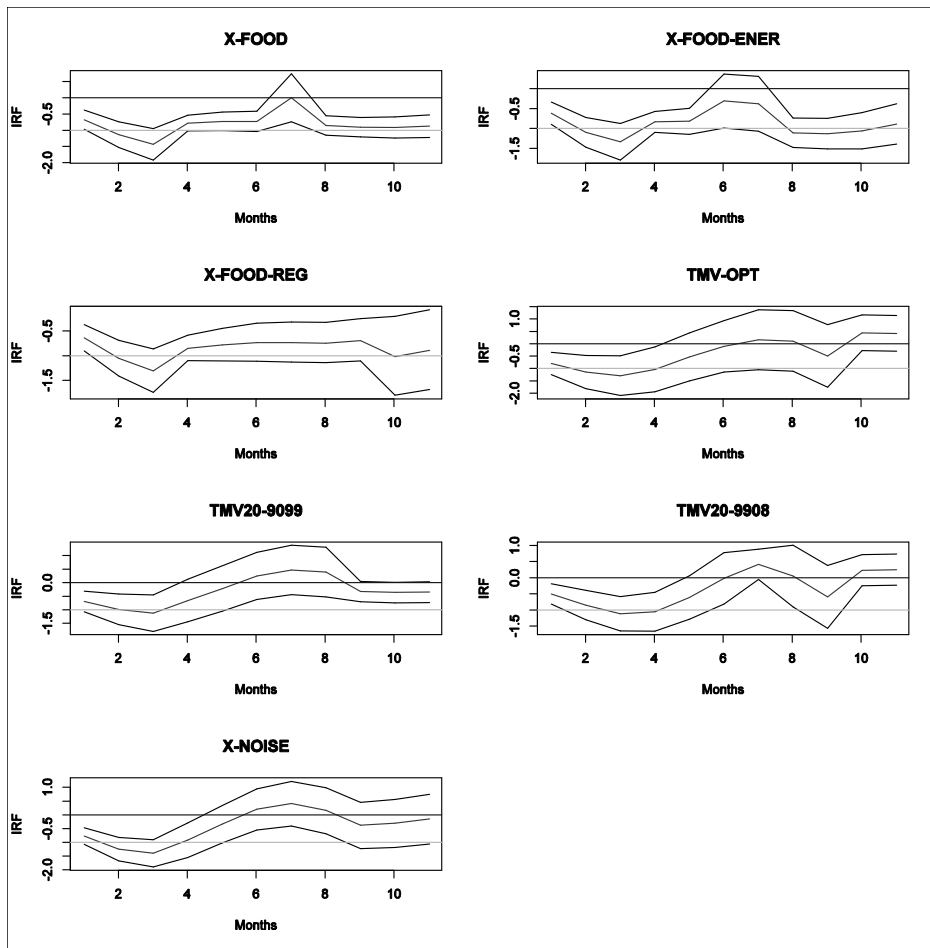 X-FOOD
IRF
-0.5
-2.0
2 4 6 8 10
Months
X-FOOD-ENER
IRF
-0.5
-1.5
2 4 6 8 10
Months
X-FOOD-REG
IRF
-0.5
-1.5
2 4 6 8 10
Months
TMV-OPT
IRF
1.0
-0.5
-2.0
2 4 6 8 10
Months
TMV20-9099
IRF
0.0
-1.5
2 4 6 8 10
Months
TMV20-9908
IRF
1.0
0.0
-1.5
2 4 6 8 10
Months
X-NOISE
IRF
1.0
-0.5
-2.0
2 4 6 8 10
Months